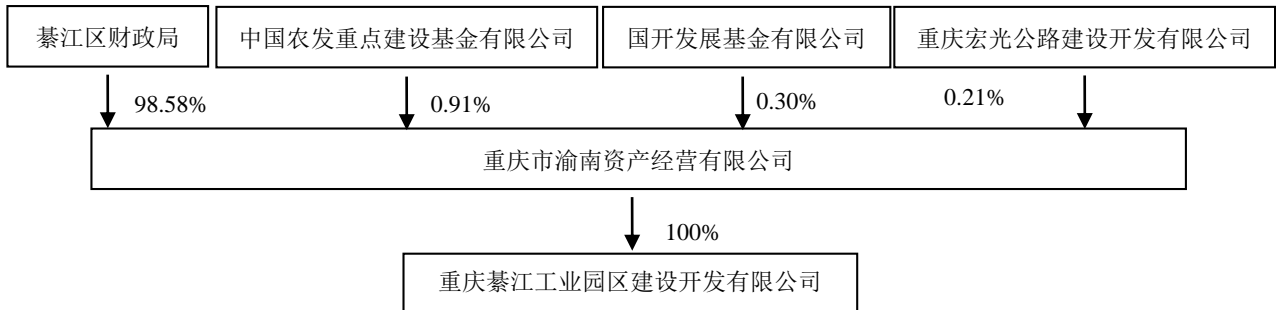 綦江区财政局
中国农发重点建设基金有限公司
国开发展基金有限公司
重庆宏光公路建设开发有限公司
98.58%
0.91%
0.30%
0.21%
重庆市渝南资产经营有限公司
100%
重庆綦江工业园区建设开发有限公司